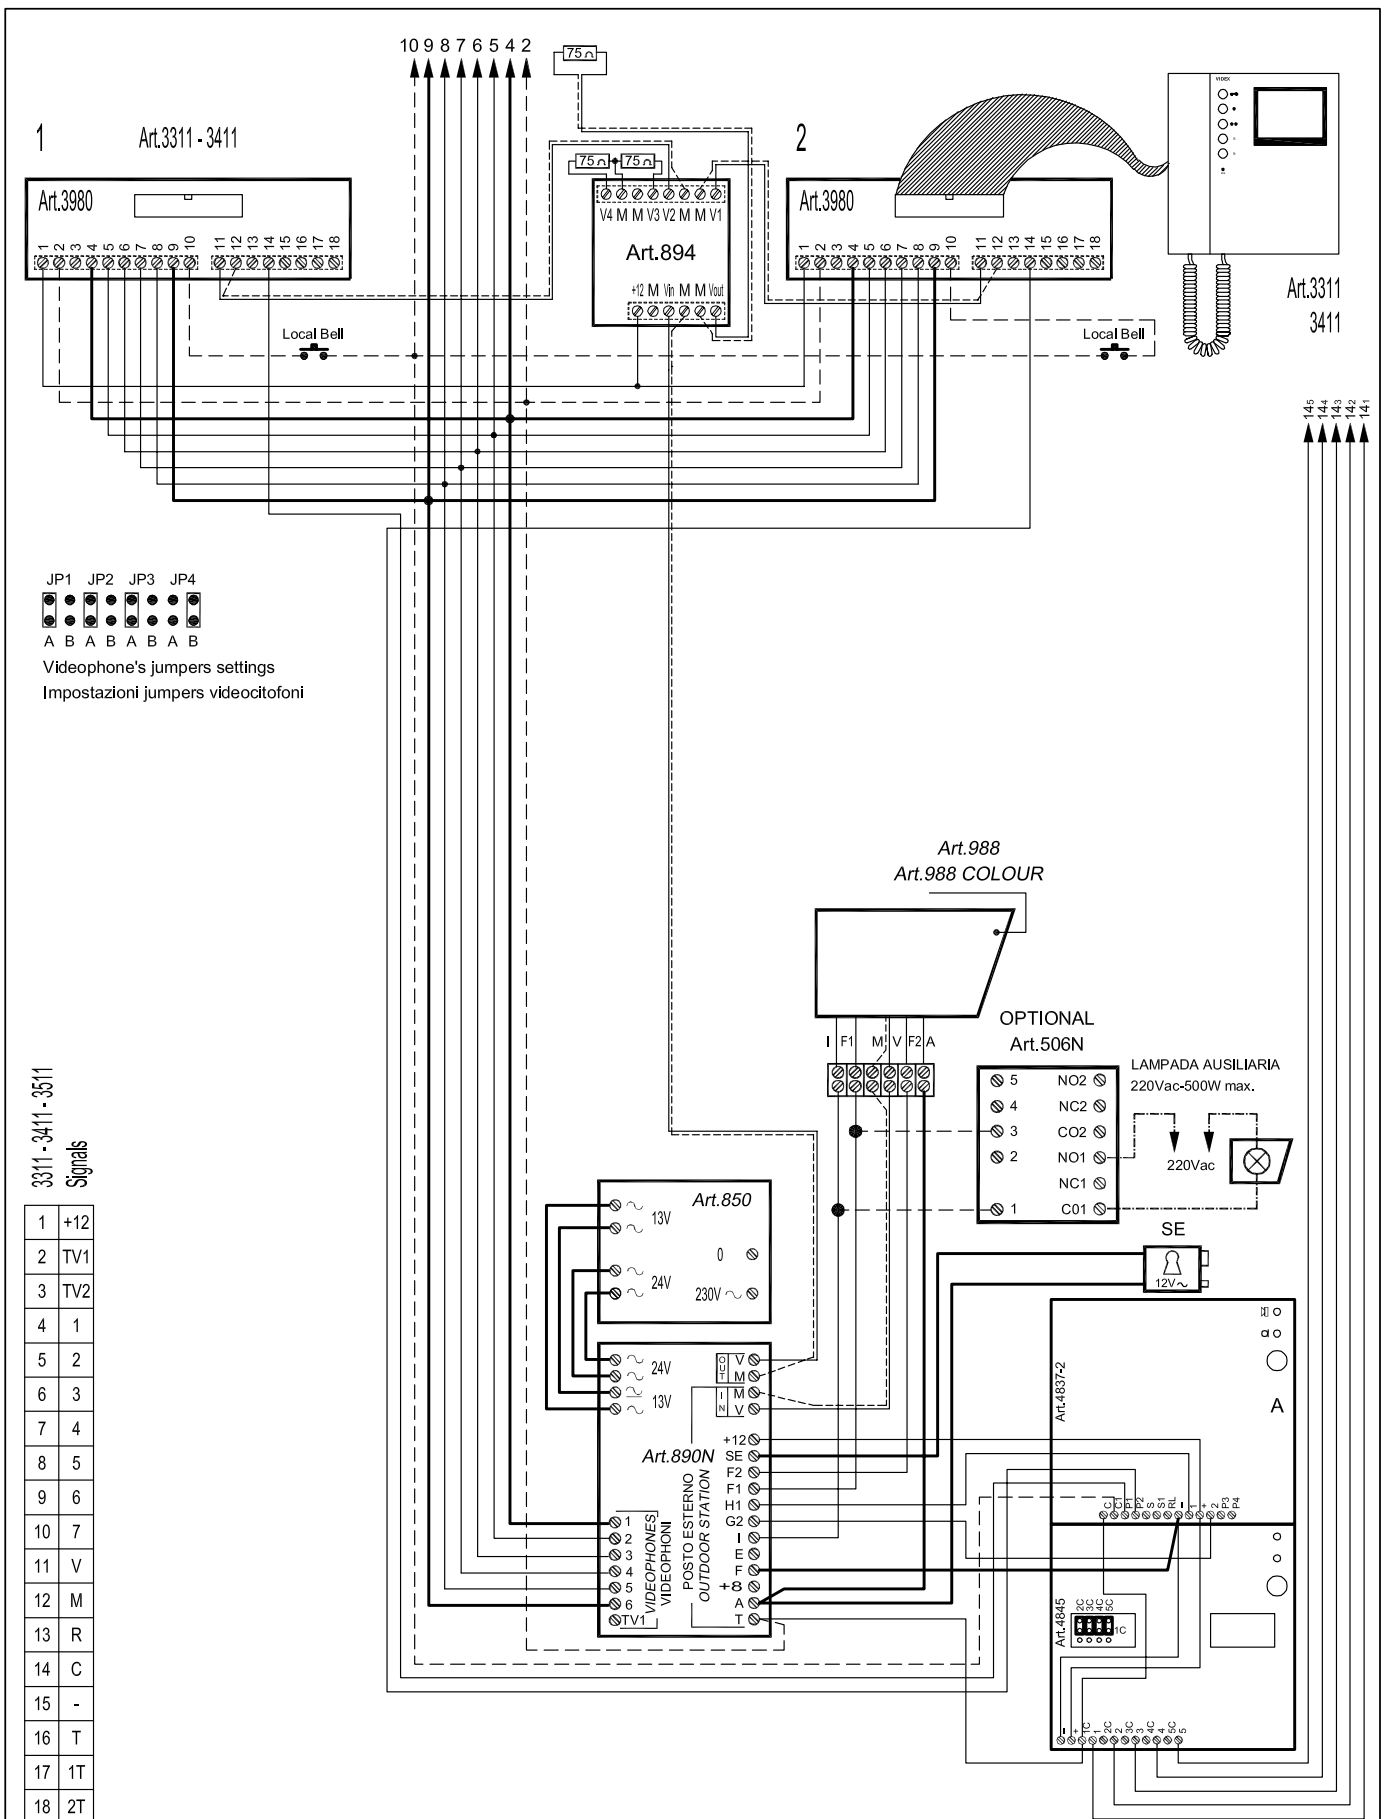 10 9 8 7 6 5 4 2
75
VIDEX
1
Art.3311 - 3411
2
75 75
Art.3980
V4 M M V3 V2 M M V1
Art.894
+12 M Vin M M Vout
Art.3980
1 2 3 4 5 6 7 8 9 10 11 12 13 14 15 16 17 18
1 2 3 4 5 6 7 8 9 10 11 12 13 14 15 16 17 18
Art.3311
3411
Local Bell
Local Bell
145 144 143 142 141
JP1 JP2 JP3 JP4
A B A B A B A B
Videophone's jumpers settings
Impostazioni jumpers videocitofoni
Art.988
Art.988 COLOUR
I F1 M V F2 A
OPTIONAL
Art.506N
5 NO2
4 NC2
3 CO2
2 NO1
NC1
1 C01
LAMPADA AUSILIARIA
220Vac-500W max.
220Vac
SE
12V~
Art.850
13V
24V
0
230V ~
24V
13V
OUT V
M
IN M
V
Art.890N
+12
SE
F2
F1
H1
G2
I
E
F
+8
A
T
POSTO ESTERNO
OUTDOOR STATION
1
2
3
4
5
6
TV1
VIDEOPHONES
VIDEOPHONI
Art.4837-2
A
C C1 P1 P2 S S1 RL - 1 + 2 P3 P4
Art.4845
2C 3C 4C 5C
1C
- + 1C 1 2C 2 3C 3 4C 4 5C 5
3311 - 3411 - 3511
Signals
1 +12
2 TV1
3 TV2
4 1
5 2
6 3
7 4
8 5
9 6
10 7
11 V
12 M
13 R
14 C
15 -
16 T
17 1T
18 2T